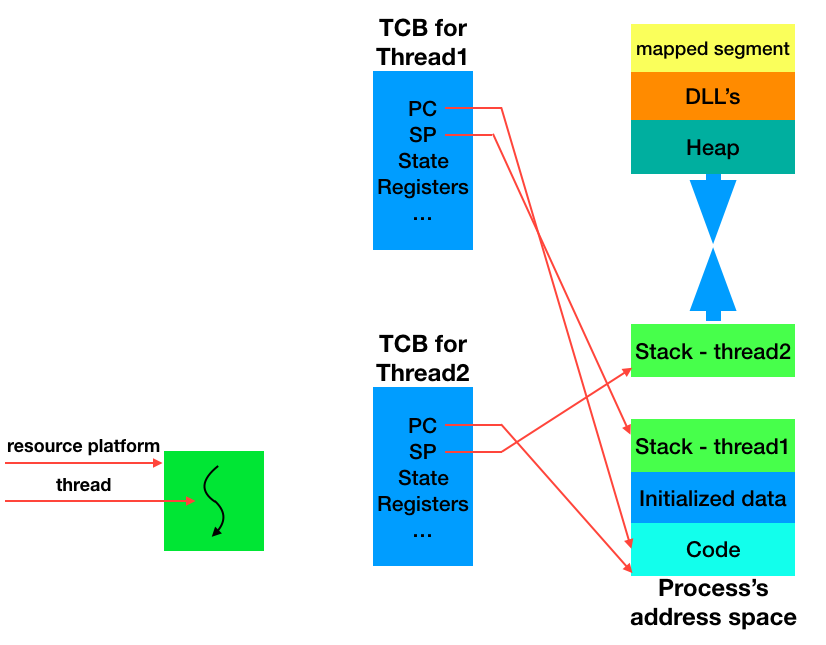 TCB for
Thread1
PC
SP
State
Registers
...
mapped segment
DLL's
Heap
TCB for
Thread2
PC
SP
State
Registers
...
Stack - thread2
Stack - thread1
Initialized data
Code
Process's
address space
resource platform
thread